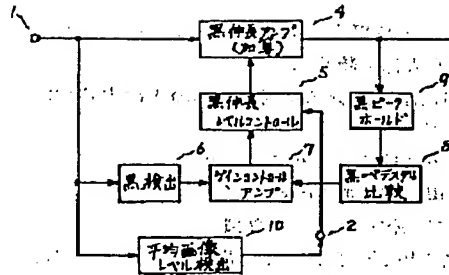 1
黒伸長アンプ
(加算)
4
黒伸長
レベルコントロール
5
9
黒ピーク
ホールド
6
黒検出
7
ゲインコントロール
アンプ
8
黒ペデスタル
比較
10
平均画像
レベル検出
2